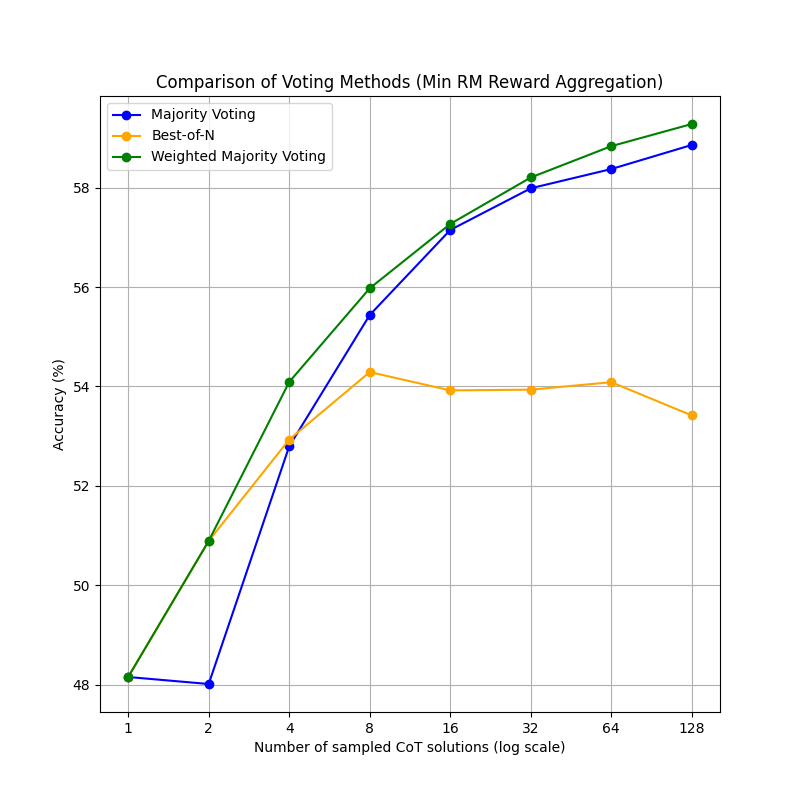 Comparison of Voting Methods (Min RM Reward Aggregation)
Majority Voting
Best-of-N
Weighted Majority Voting
58
56
54
52
50
48
Accuracy (%)
1 2 4 8 16 32 64 128
Number of sampled CoT solutions (log scale)